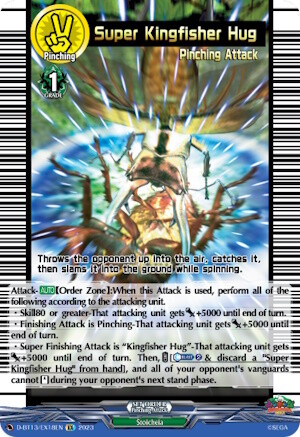 Super Kingfisher Hug
Pinching Attack
Pinching
1
GRADE
Throws the opponent up into the air, catches it,
then slams it into the ground while spinning.
Attack-AUTO【Order Zone】:When this Attack is used, perform all of the
following according to the attacking unit.
・Skill80 or greater-That attacking unit gets +5000 until end of turn.
・Finishing Attack is Pinching-That attacking unit gets +5000 until
end of turn.
・Super Finishing Attack is "Kingfisher Hug"-That attacking unit gets
+5000 until end of turn. Then, & discard a "Super
Kingfisher Hug" from hand], and all of your opponent's vanguards
cannot during your opponent's next stand phase.
SET ORDER
Pinching Attack
Stoicheia
D-BT13/EX18EN 2023 ©SEGA